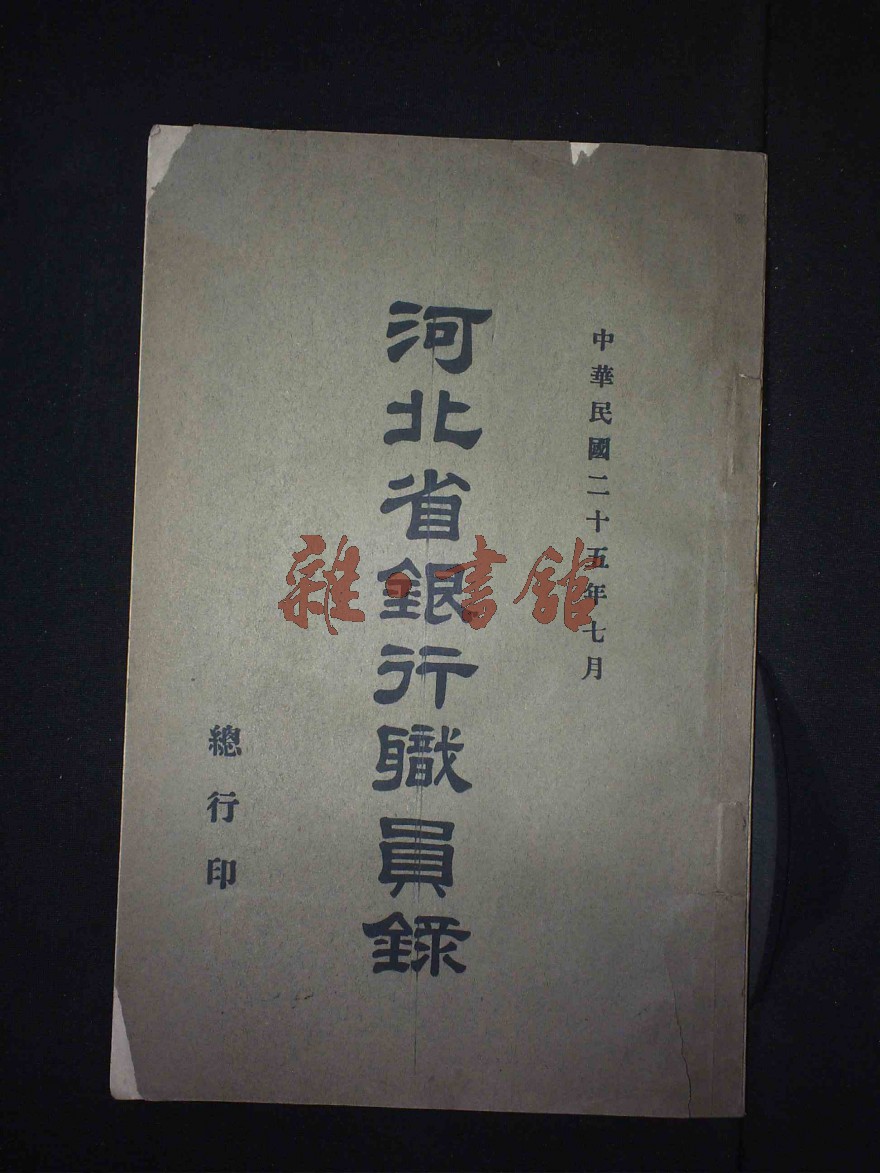 中華民國二十五年七月
河北省銀行職員錄
總行印
雜·書館